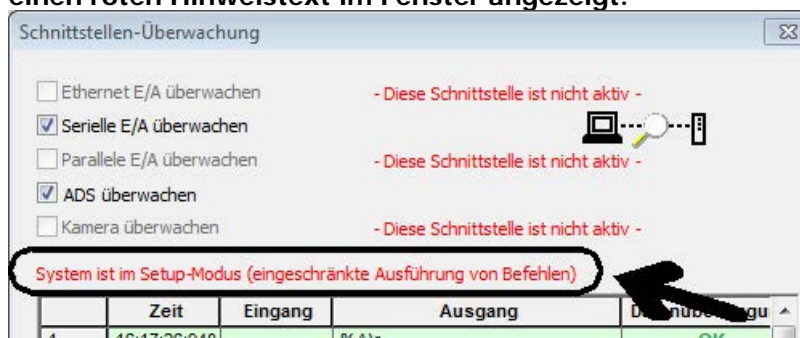 einen roten Hinweistext im Fenster angezeigt:
Schnittstellen-Überwachung
Ethernet E/A überwachen - Diese Schnittstelle ist nicht aktiv -
Serielle E/A überwachen
Parallele E/A überwachen - Diese Schnittstelle ist nicht aktiv -
ADS überwachen
Kamera überwachen - Diese Schnittstelle ist nicht aktiv -
System ist im Setup-Modus (eingeschränkte Ausführung von Befehlen)
Zeit Eingang Ausgang